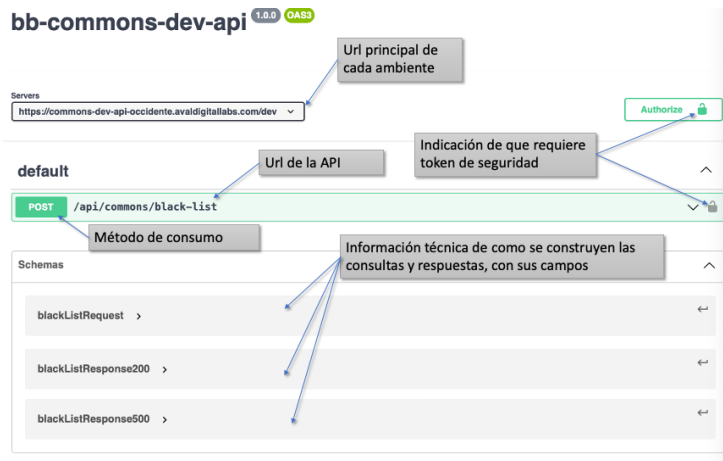 bb-commons-dev-api 1.0.0 OAS3
Url principal de
cada ambiente
Servers
https://commons-dev-api-occidente.avaldigitallabs.com/dev
Authorize
Indicación de que requiere
token de seguridad
default
Url de la API
POST /api/commons/black-list
Método de consumo
Información técnica de como se construyen las
consultas y respuestas, con sus campos
Schemas
blackListRequest
blackListResponse200
blackListResponse500